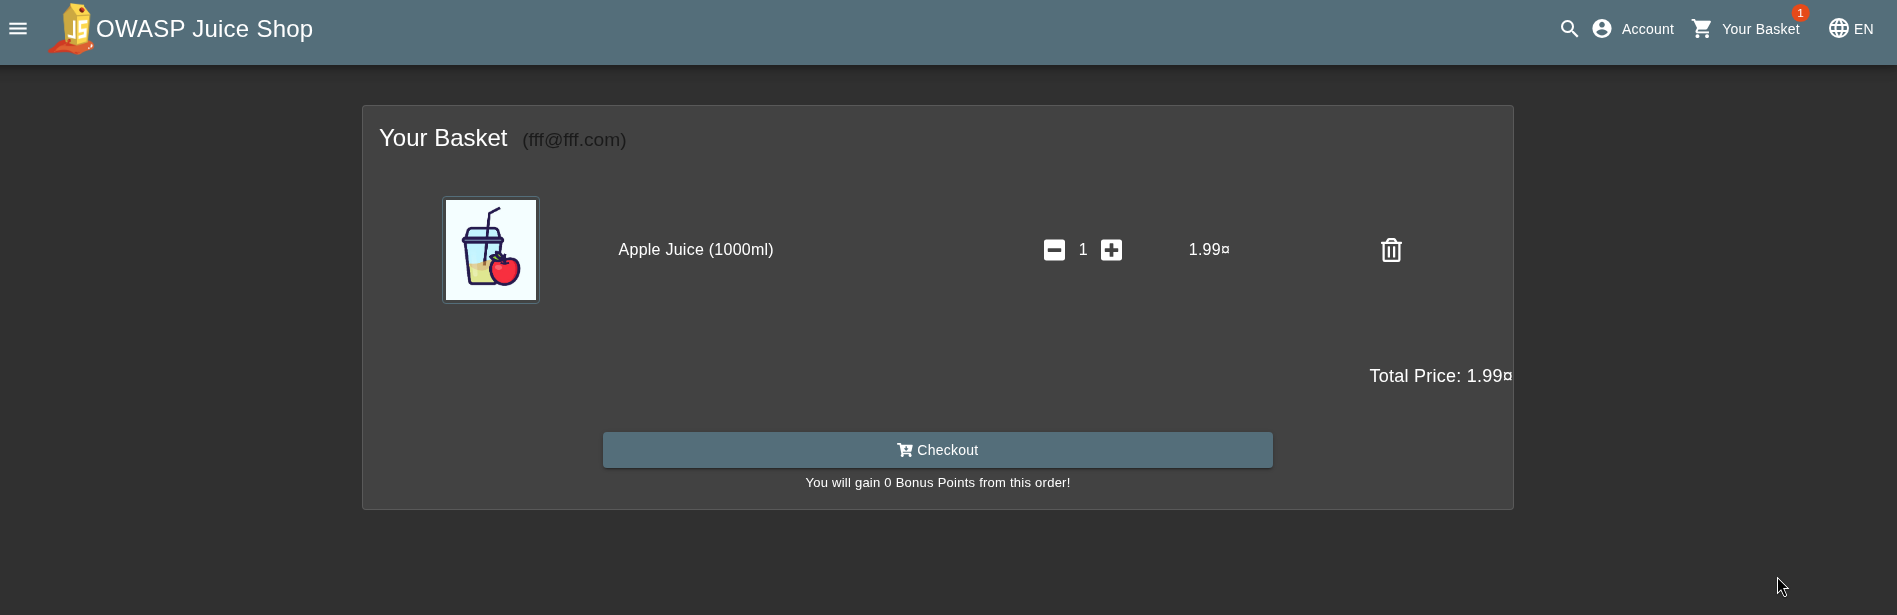 OWASP Juice Shop
Account
Your Basket
1
EN
Your Basket (fff@fff.com)
Apple Juice (1000ml) 1 1.99¤
Total Price: 1.99¤
Checkout
You will gain 0 Bonus Points from this order!